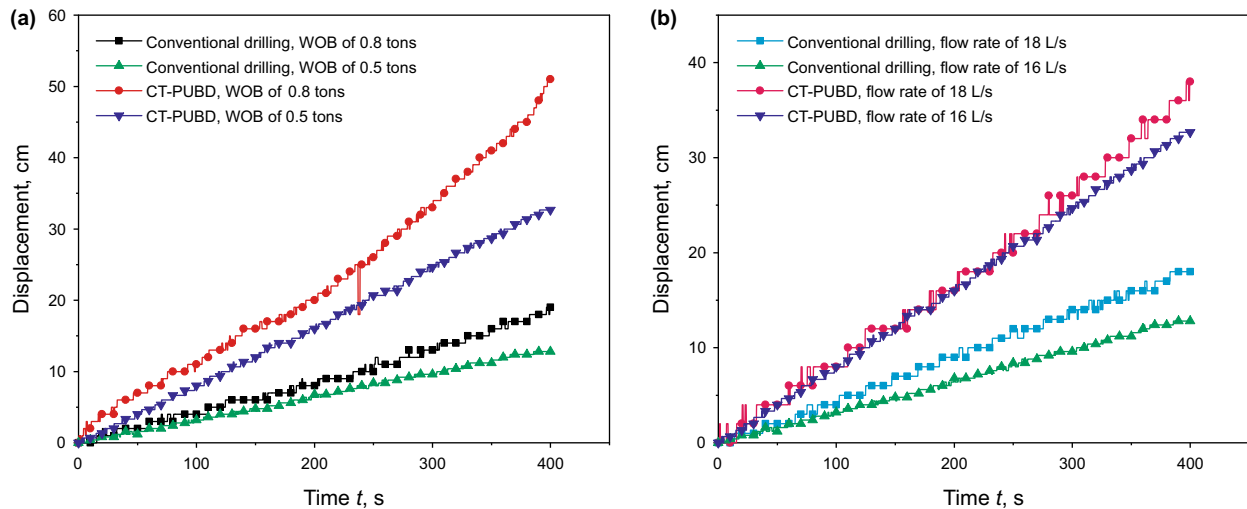 (a)
60
50
40
30
20
10
0
Displacement, cm
Conventional drilling, WOB of 0.8 tons
Conventional drilling, WOB of 0.5 tons
CT-PUBD, WOB of 0.8 tons
CT-PUBD, WOB of 0.5 tons
0 100 200 300 400
Time t, s
(b)
40
30
20
10
0
Displacement, cm
Conventional drilling, flow rate of 18 L/s
Conventional drilling, flow rate of 16 L/s
CT-PUBD, flow rate of 18 L/s
CT-PUBD, flow rate of 16 L/s
0 100 200 300 400
Time t, s